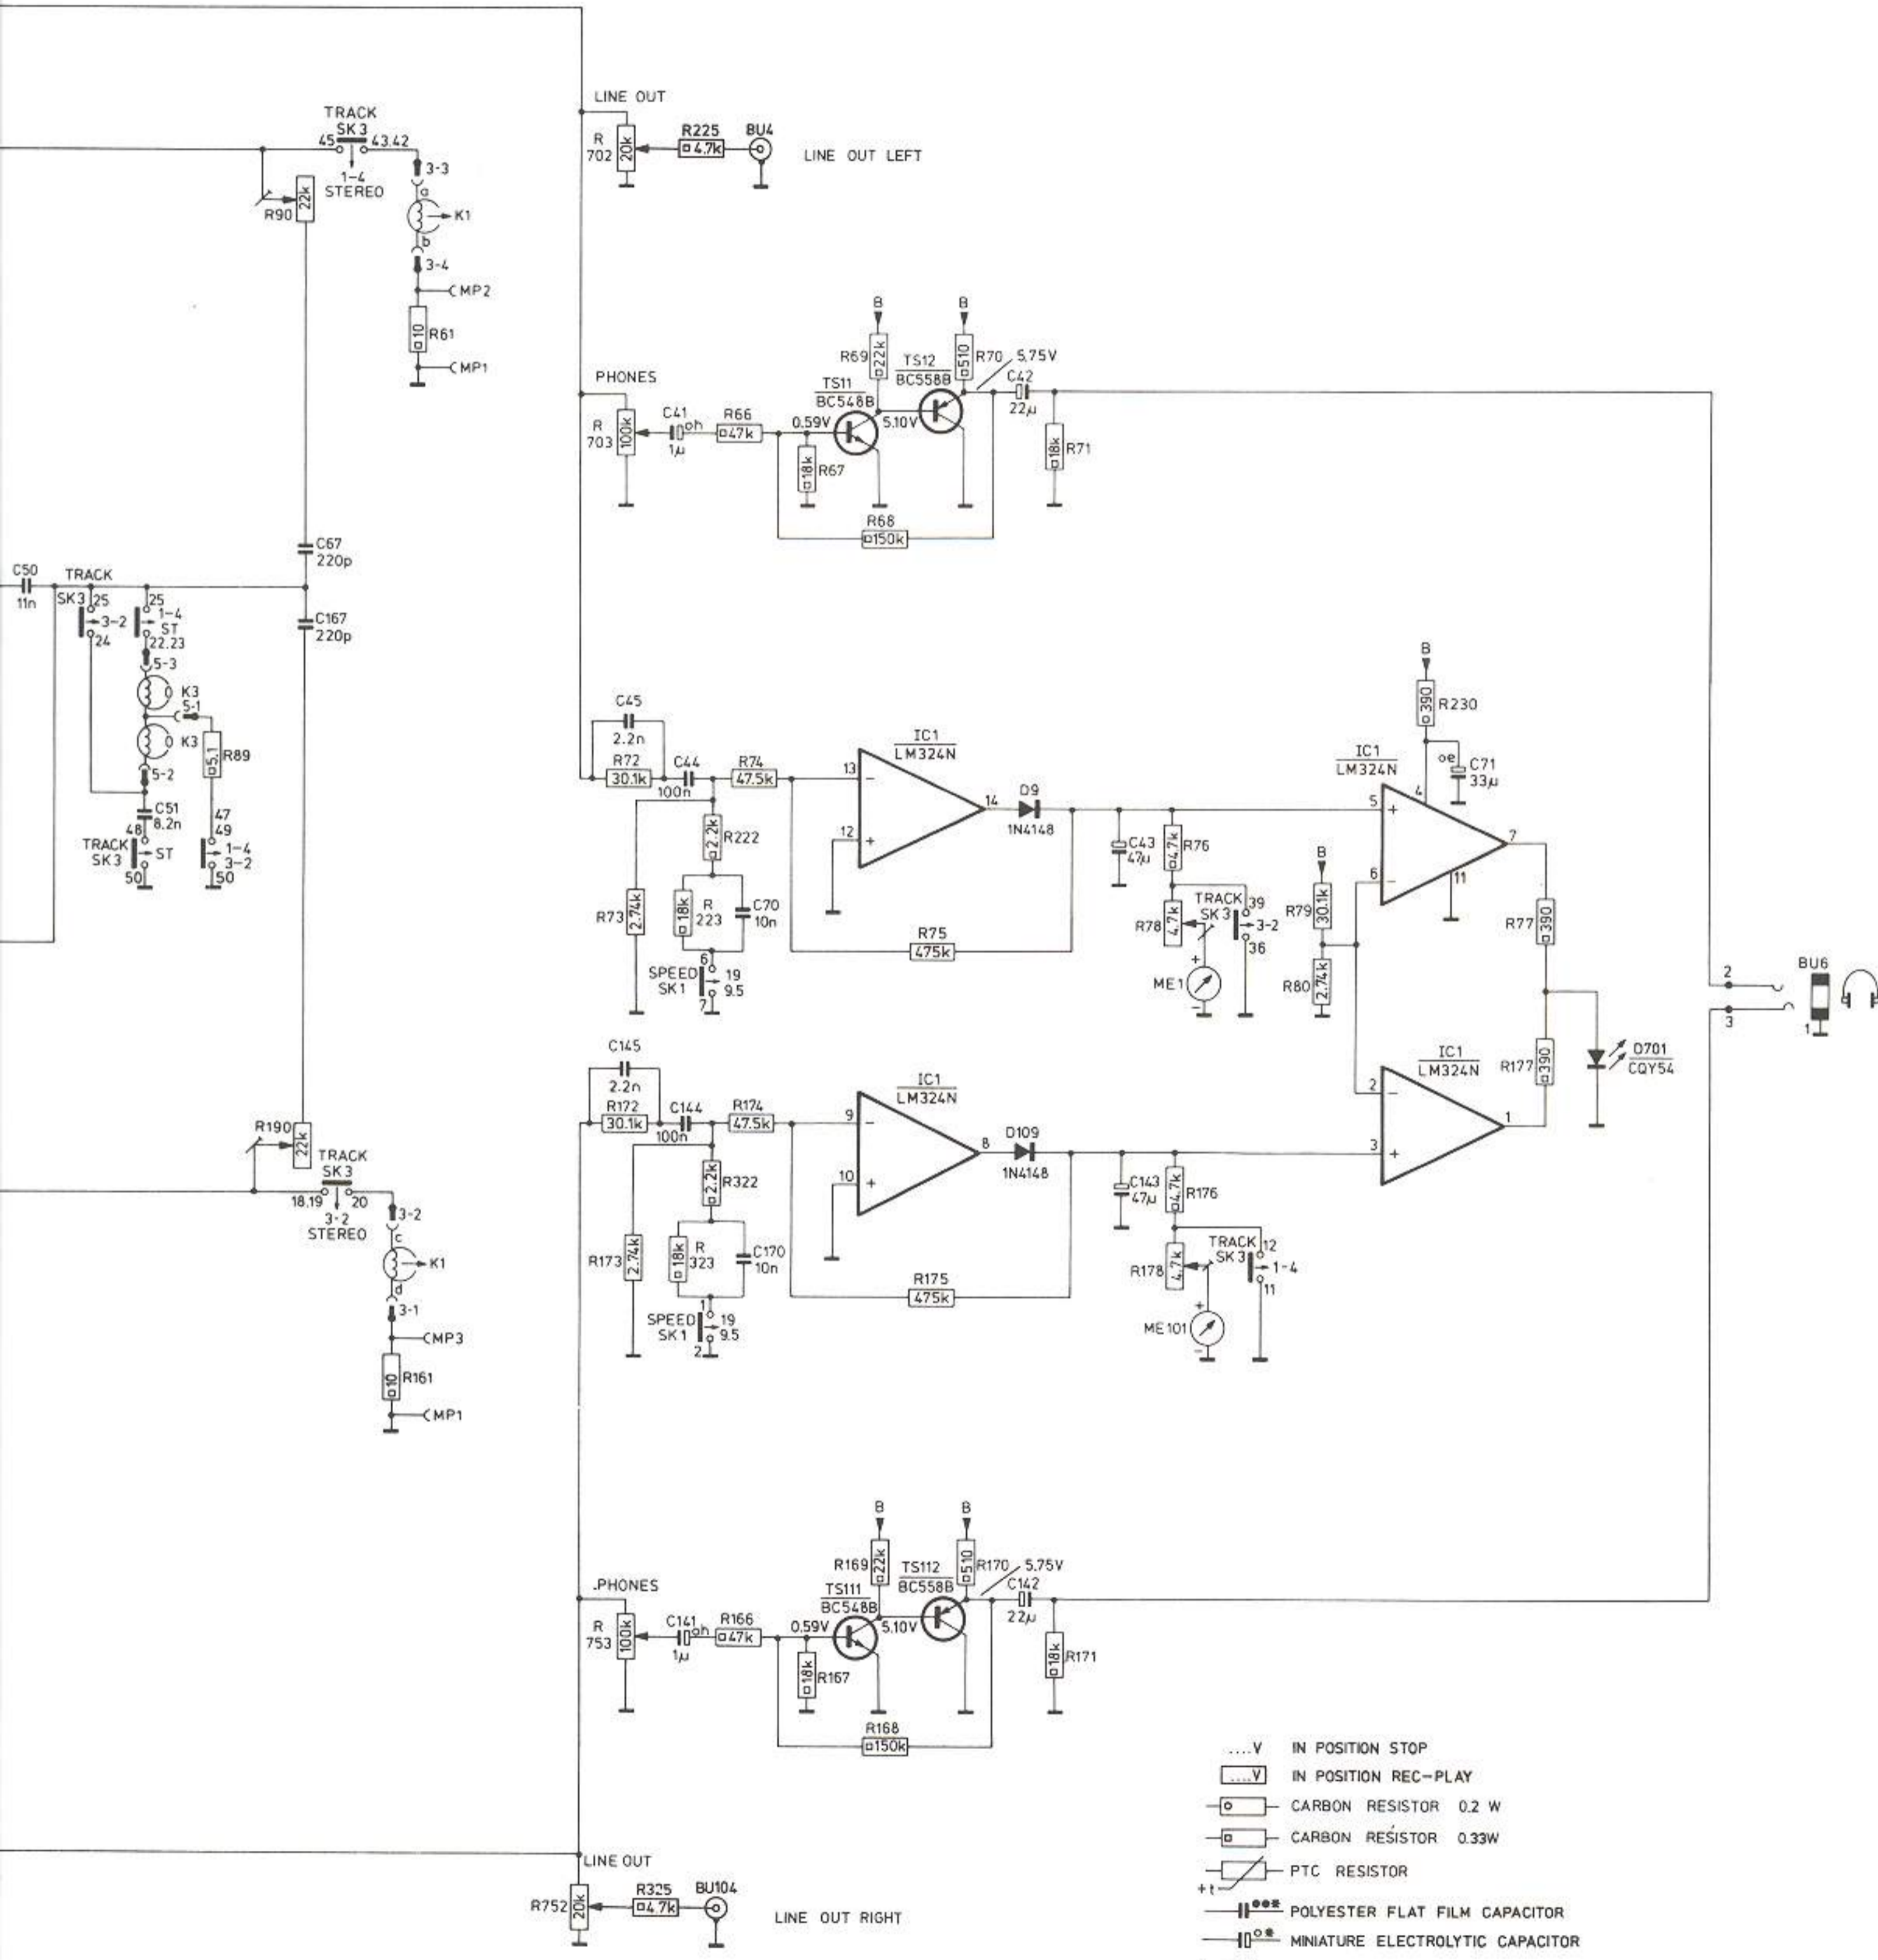 LINE OUT
R
702
20k
R225
4.7k
BU4
LINE OUT LEFT
TRACK
SK3
45
43.42
1-4
STEREO
R90
22k
3-3
a
K1
b
3-4
MP2
10
R61
MP1
B
B
R69
22k
TS12
BC558B
510
R70
5,75V
C42
22µ
PHONES
R
703
100k
C41
oh
1µ
R66
47k
TS11
BC548B
0.59V
5.10V
18k
R67
18k
R71
R68
150k
C67
220p
C50
11n
TRACK
SK3
25
3-2
24
25
1-4
ST
22.23
C167
220p
5-3
K3
5-1
K3
5-2
5,1
R89
C51
8.2n
48
TRACK
SK3
ST
50
47
49
1-4
3-2
50
C45
2.2n
R72
30.1k
C44
100n
R74
47.5k
2.2k
R222
R73
2.74k
18k
R
223
C70
10n
SPEED
SK1
6
19
9.5
7
13
12
IC1
LM324N
14
D9
1N4148
R75
475k
C43
47µ
4.7k
R76
R78
4.7k
TRACK
SK3
39
3-2
36
ME1
+
-
B
390
R230
IC1
LM324N
oe
C71
33µ
4
5
+
6
-
7
11
B
R79
30.1k
R80
2.74k
R77
390
2
3
BU6
1
C145
2.2n
R172
30.1k
C144
100n
R174
47.5k
2.2k
R322
R173
2.74k
18k
R
323
C170
10n
SPEED
SK1
1
19
9.5
2
9
10
IC1
LM324N
8
D109
1N4148
R175
475k
C143
47µ
4.7k
R176
R178
4.7k
TRACK
SK3
12
1-4
11
ME101
+
-
IC1
LM324N
2
-
3
+
1
R177
390
D701
CQY54
R190
22k
TRACK
SK3
18.19
20
3-2
STEREO
3-2
c
K1
d
3-1
MP3
10
R161
MP1
B
B
R169
22k
TS112
BC558B
510
R170
5,75V
C142
22µ
PHONES
R
753
100k
C141
oh
1µ
R166
47k
TS111
BC548B
0.59V
5.10V
18k
R167
18k
R171
R168
150k
LINE OUT
R752
20k
R325
4.7k
BU104
LINE OUT RIGHT
....V IN POSITION STOP
....V IN POSITION REC-PLAY
CARBON RESISTOR 0.2 W
CARBON RESISTOR 0.33W
+t PTC RESISTOR
POLYESTER FLAT FILM CAPACITOR
MINIATURE ELECTROLYTIC CAPACITOR